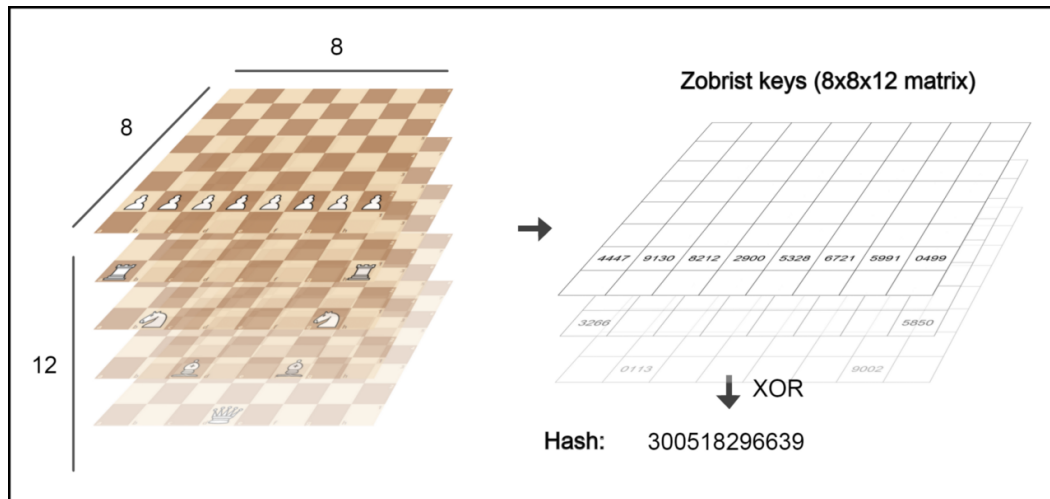 8
Zobrist keys (8x8x12 matrix)
8
4447 9130 8212 2900 5328 6721 5991 0499
3266 5850
12
0113 9002
XOR
Hash: 300518296639